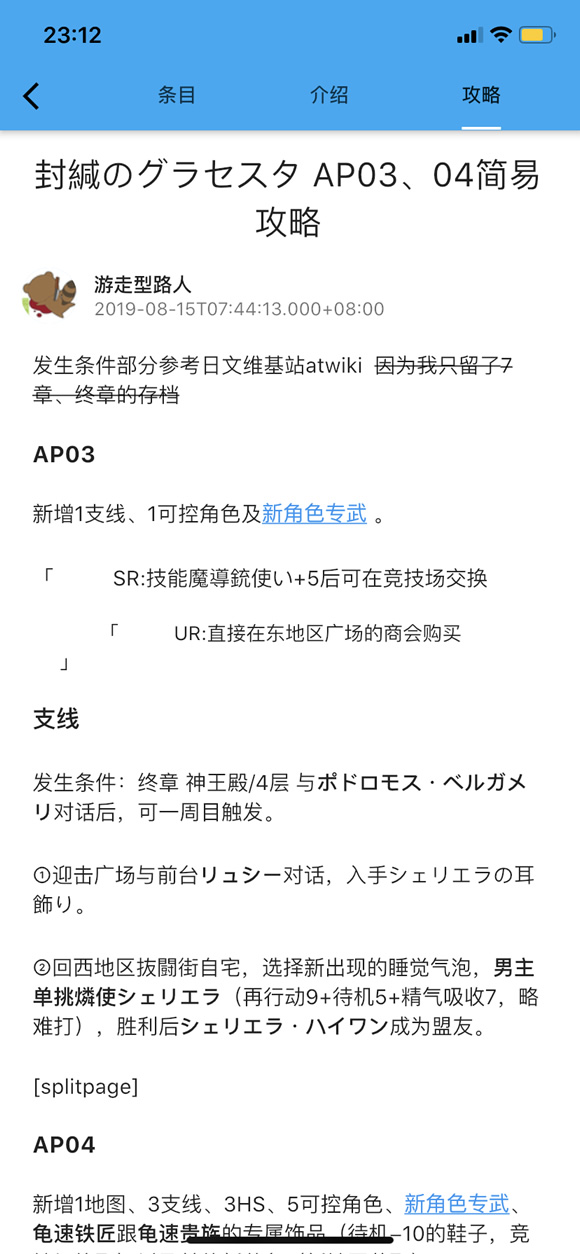 23:12
条目
介绍
攻略
封緘のグラセスタ AP03、04简易
攻略
游走型路人
2019-08-15T07:44:13.000+08:00
发生条件部分参考日文维基站atwiki 因为我只留了7
章、终章的存档
AP03
新增1支线、1可控角色及新角色专武 。
「 SR:技能魔導銃使い+5后可在竞技场交换
「 UR:直接在东地区广场的商会购买
」
支线
发生条件：终章 神王殿/4层 与ポドロモス・ベルガメ
リ对话后，可一周目触发。
①迎击广场与前台リュシー对话，入手シェリエラの耳
飾り。
②回西地区抜闘街自宅，选择新出现的睡觉气泡，男主
单挑燐使シェリエラ（再行动9+待机5+精气吸收7，略
难打），胜利后シェリエラ・ハイワン成为盟友。
[splitpage]
AP04
新增1地图、3支线、3HS、5可控角色、新角色专武、
龟速铁匠跟龟速贵族的专属饰品（待机-10的鞋子，竞